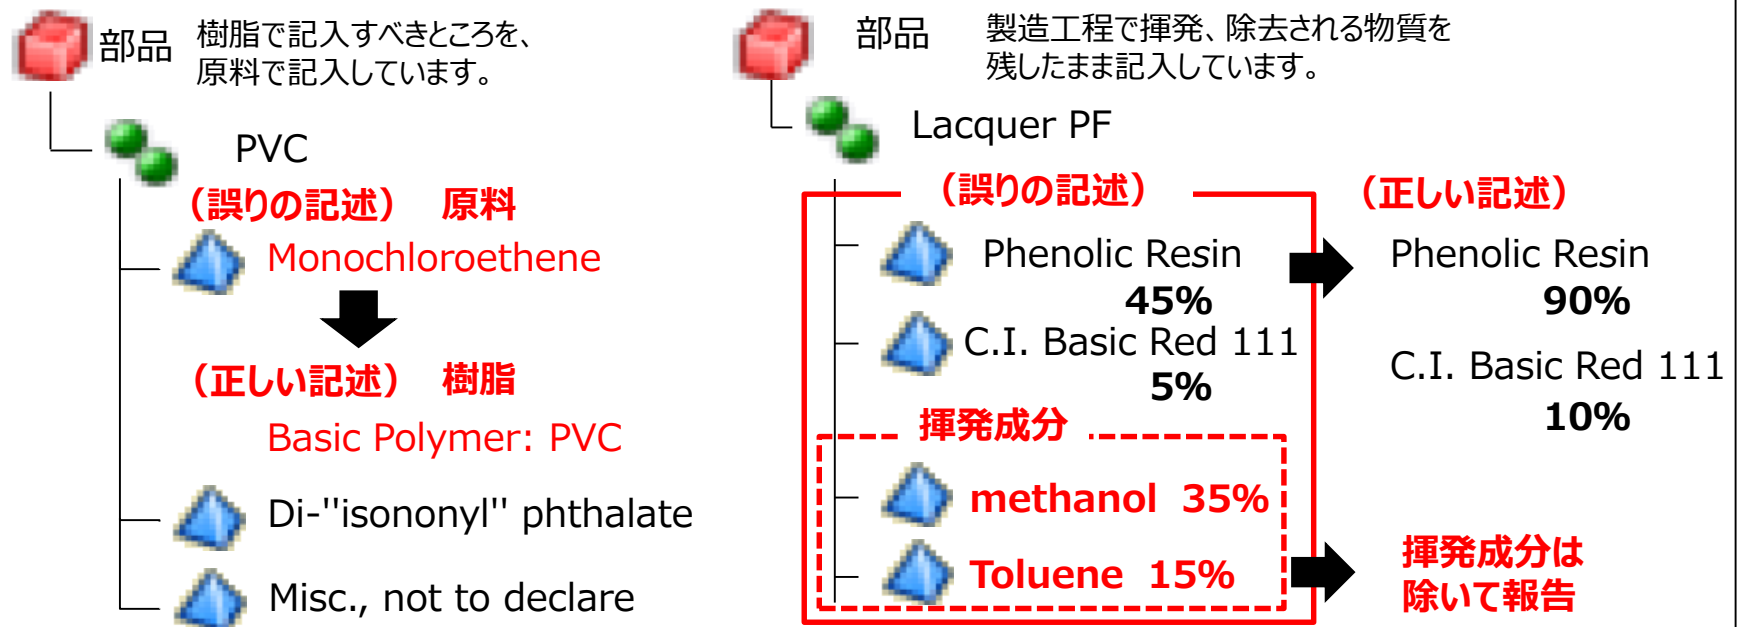 部品
樹脂で記入すべきところを、
原料で記入しています。
PVC
（誤りの記述） 原料
Monochloroethene
（正しい記述） 樹脂
Basic Polymer: PVC
Di-''isononyl'' phthalate
Misc., not to declare
部品
製造工程で揮発、除去される物質を
残したまま記入しています。
Lacquer PF
（誤りの記述）
Phenolic Resin
45%
C.I. Basic Red 111
5%
揮発成分
methanol 35%
Toluene 15%
（正しい記述）
Phenolic Resin
90%
C.I. Basic Red 111
10%
揮発成分は
除いて報告